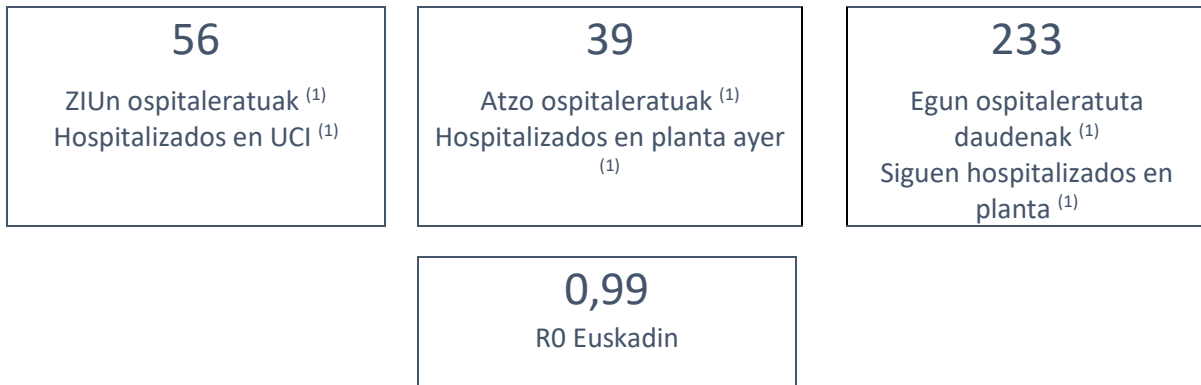 56
ZIUn ospitaleratuak (1)
Hospitalizados en UCI (1)
39
Atzo ospitaleratuak (1)
Hospitalizados en planta ayer
(1)
233
Egun ospitaleratuta
daudenak (1)
Siguen hospitalizados en
planta (1)
0,99
R0 Euskadin